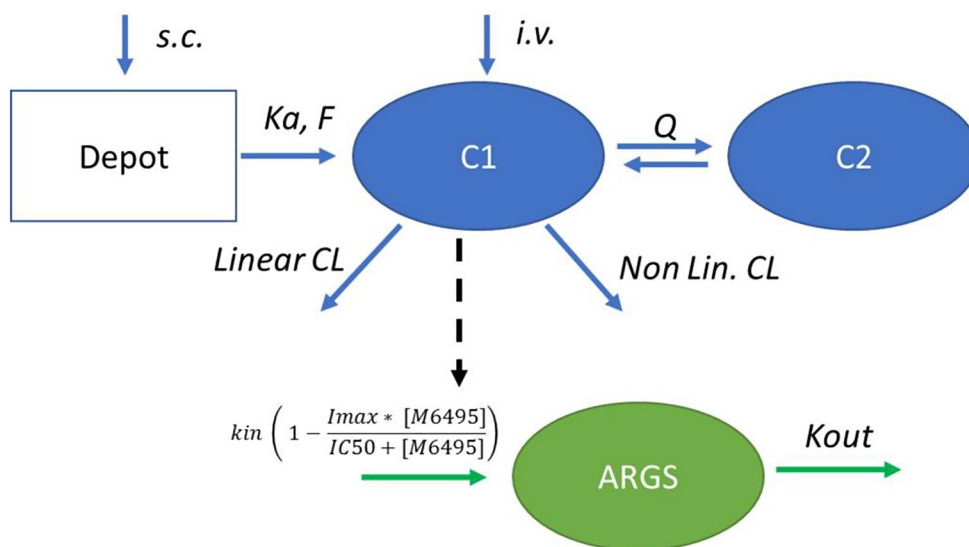 s.c.
i.v.
Depot
Ka, F
C1
Q
C2
Linear CL
Non Lin. CL
kin ( 1 − Imax ∗ [M6495] / IC50 + [M6495] )
ARGS
Kout